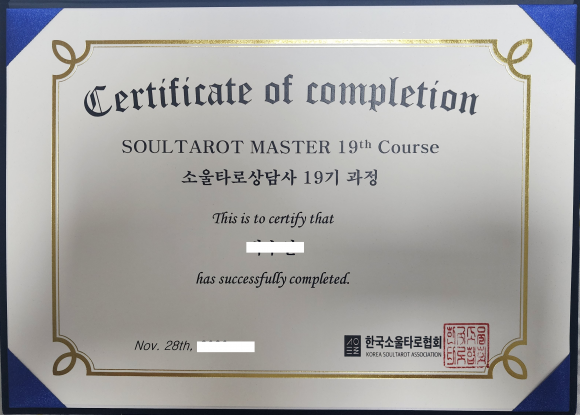 Certificate of completion
SOULTAROT MASTER 19th Course
소울타로상담사 19기 과정
This is to certify that
has successfully completed.
Nov. 28th,
한국소울타로협회
KOREA SOULTAROT ASSOCIATION